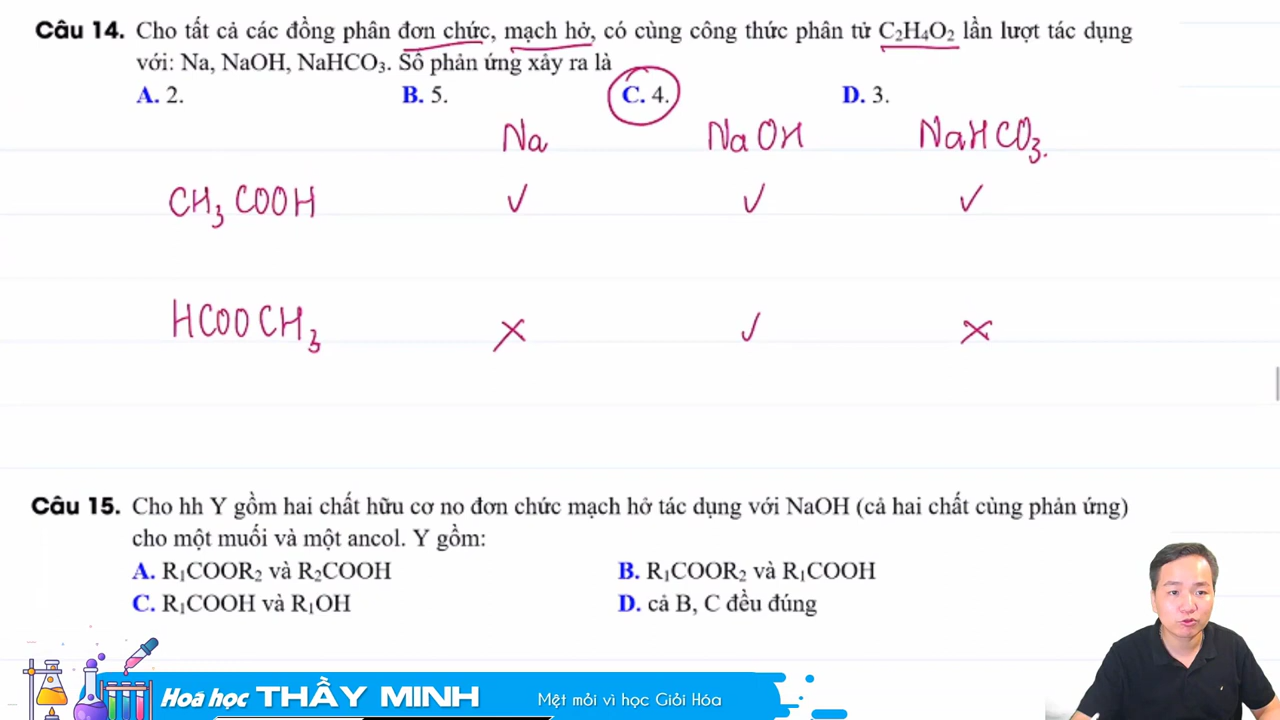 Câu 14. Cho tất cả các đồng phân đơn chức, mạch hở, có cùng công thức phân tử C₂H₄O₂ lần lượt tác dụng
với: Na, NaOH, NaHCO₃. Số phản ứng xảy ra là
A. 2. B. 5. C. 4. D. 3.
Na NaOH NaHCO₃.
CH₃COOH ✓ ✓ ✓
HCOOCH₃ ✗ ✓ ✗
Câu 15. Cho hh Y gồm hai chất hữu cơ no đơn chức mạch hở tác dụng với NaOH (cả hai chất cùng phản ứng)
cho một muối và một ancol. Y gồm:
A. R₁COOR₂ và R₂COOH B. R₁COOR₂ và R₁COOH
C. R₁COOH và R₁OH D. cả B, C đều đúng
Hoá học THẦY MINH Mệt mỏi vì học Giỏi Hóa